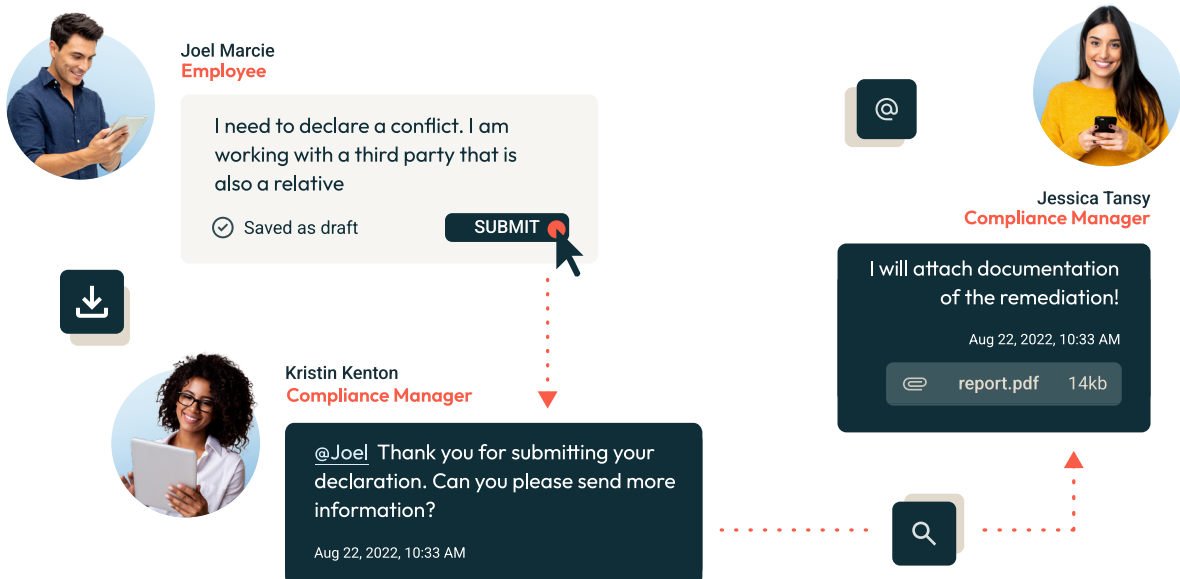 Joel Marcie
Employee
I need to declare a conflict. I am
working with a third party that is
also a relative
Saved as draft
SUBMIT
@
Jessica Tansy
Compliance Manager
I will attach documentation
of the remediation!
Aug 22, 2022, 10:33 AM
report.pdf 14kb
Kristin Kenton
Compliance Manager
@Joel Thank you for submitting your
declaration. Can you please send more
information?
Aug 22, 2022, 10:33 AM